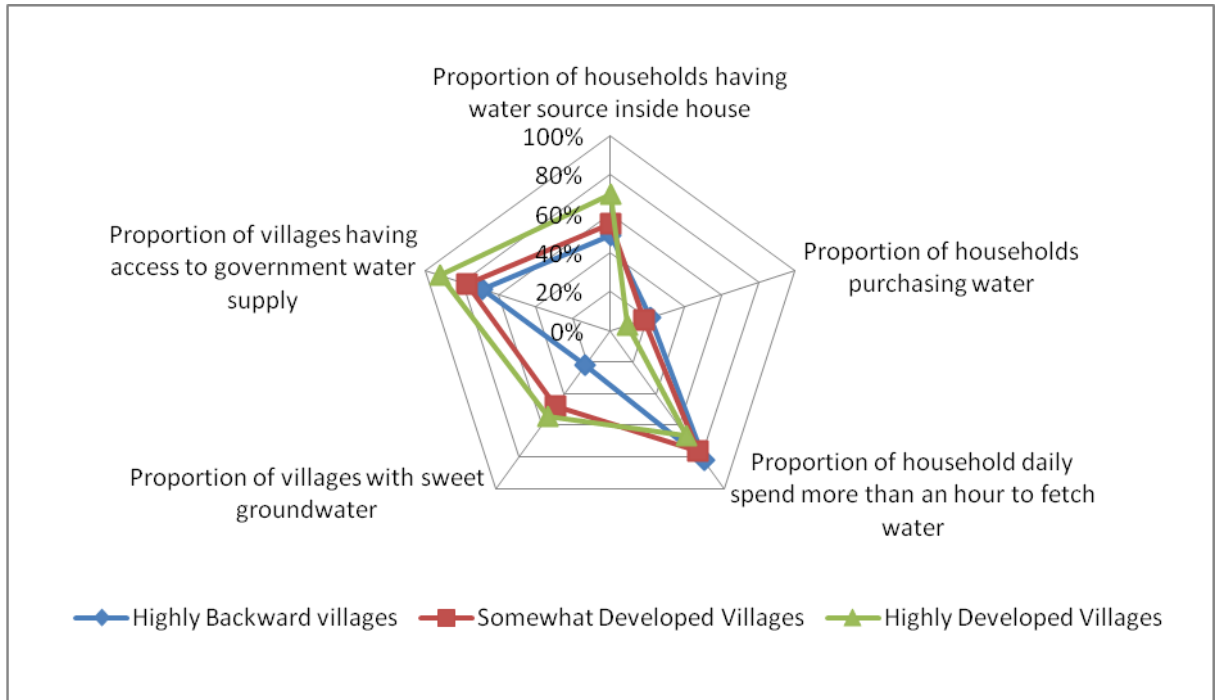 Proportion of households having
water source inside house
100%
80%
60%
40%
20%
0%
Proportion of households
purchasing water
Proportion of household daily
spend more than an hour to fetch
water
Proportion of villages with sweet
groundwater
Proportion of villages having
access to government water
supply
Highly Backward villages
Somewhat Developed Villages
Highly Developed Villages